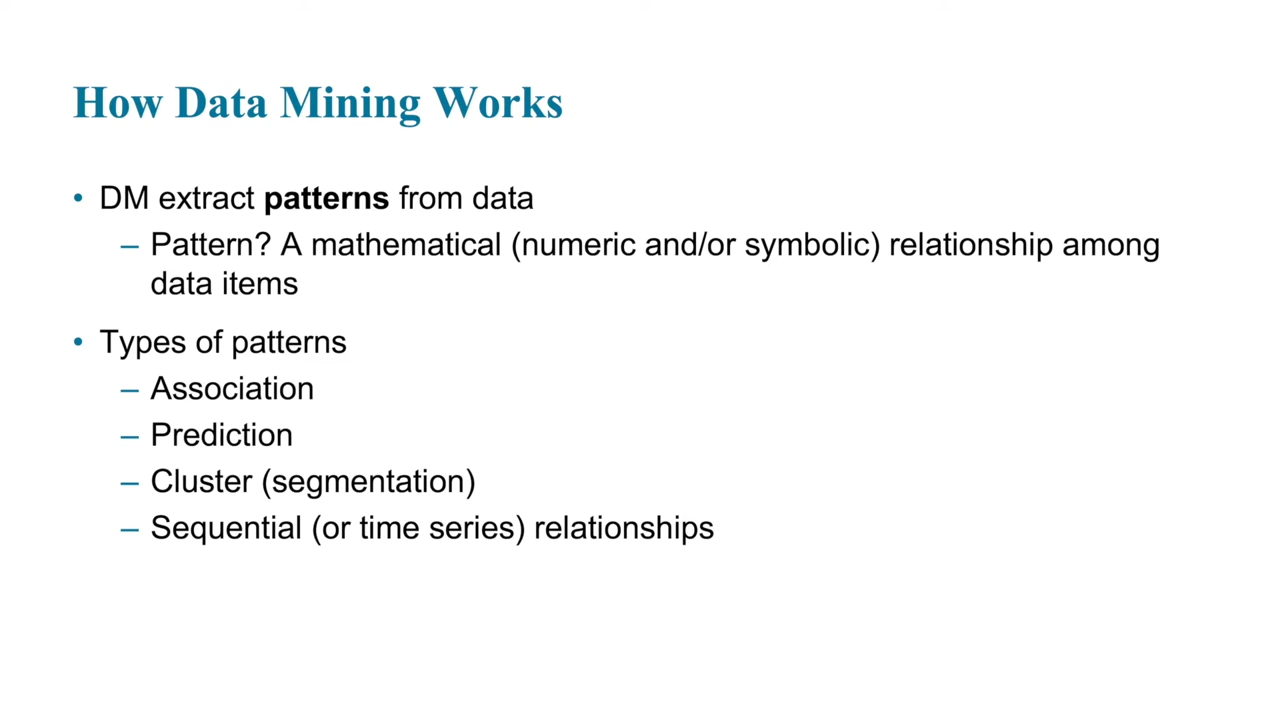 How Data Mining Works
• DM extract patterns from data
– Pattern? A mathematical (numeric and/or symbolic) relationship among
data items
• Types of patterns
– Association
– Prediction
– Cluster (segmentation)
– Sequential (or time series) relationships